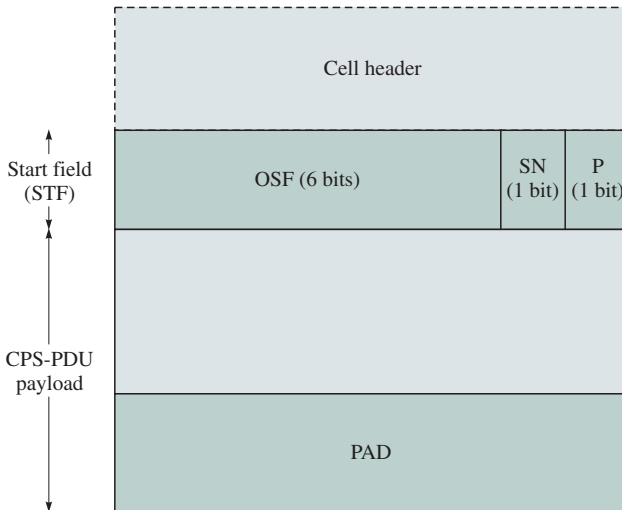 Cell header
Start field
(STF)
OSF (6 bits)
SN
(1 bit)
P
(1 bit)
CPS-PDU
payload
PAD